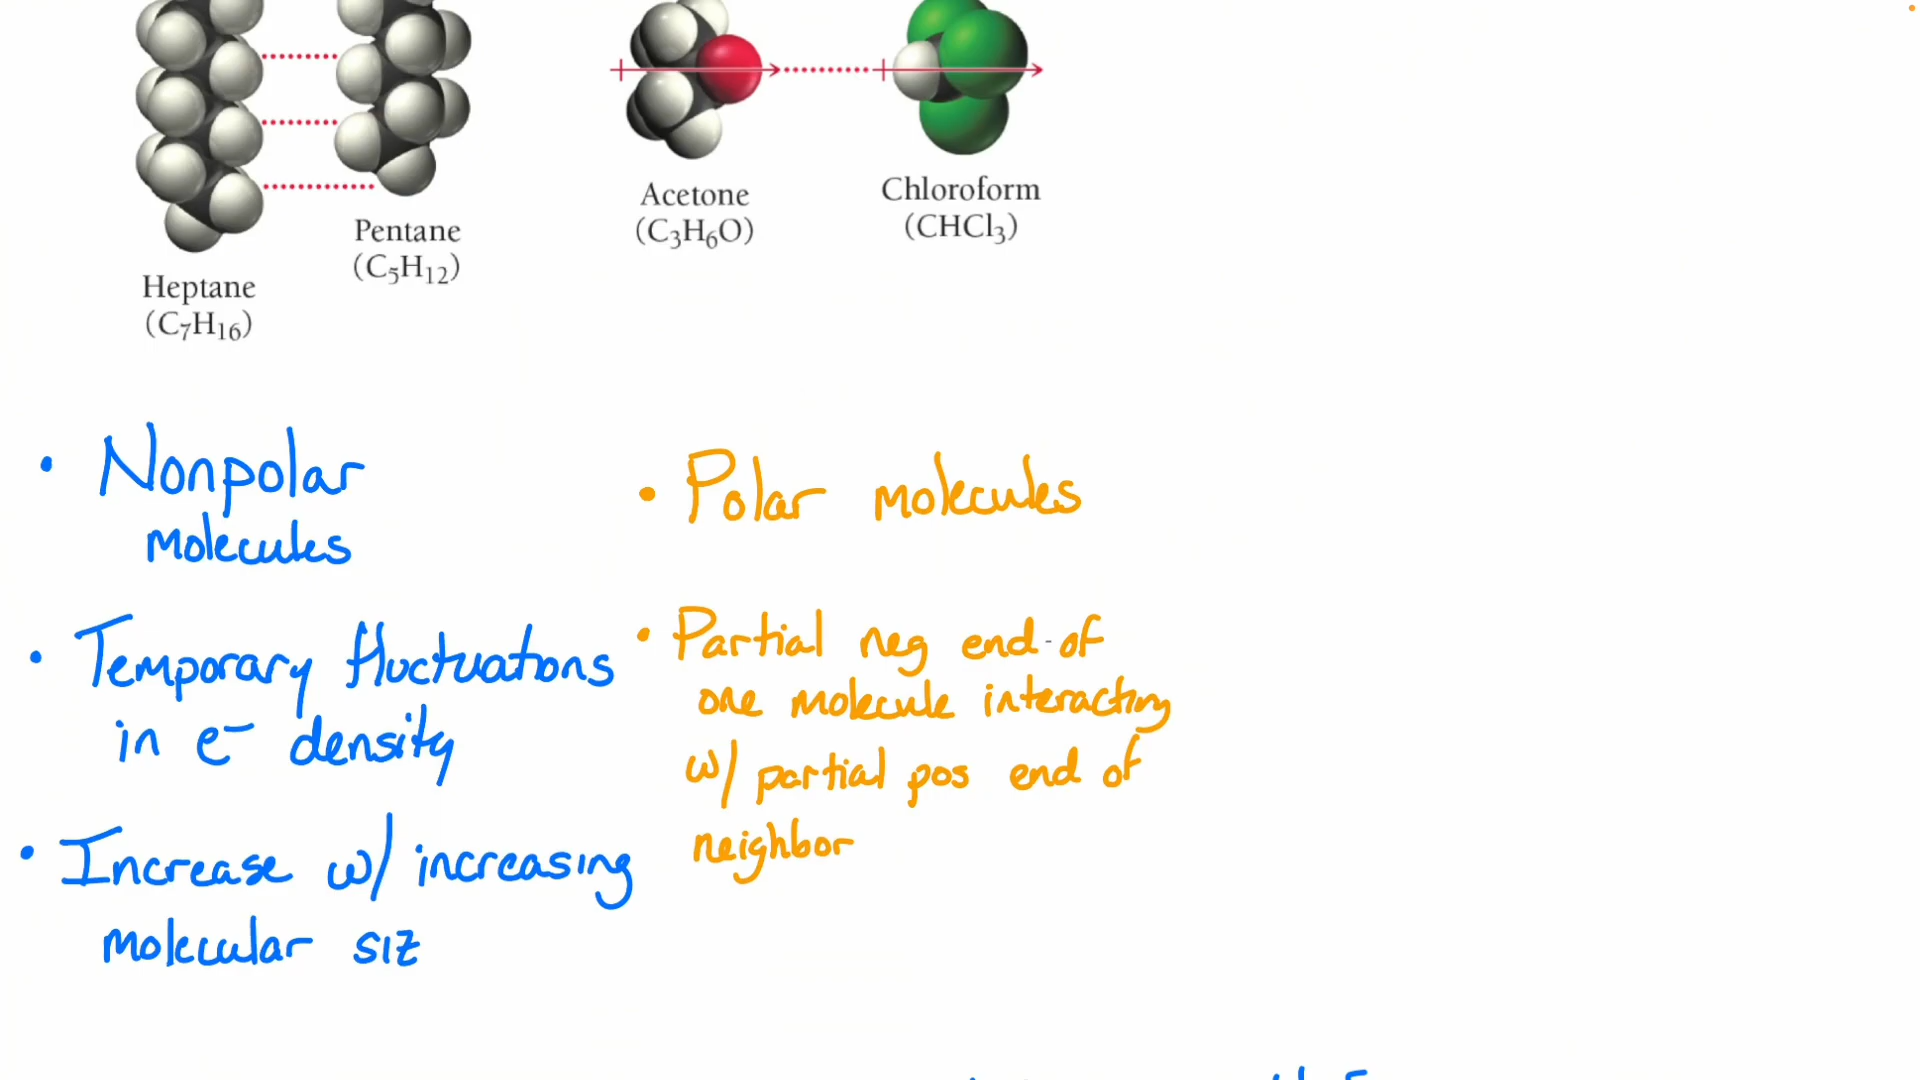 Pentane
(C5H12)
Heptane
(C7H16)
Acetone
(C3H6O)
Chloroform
(CHCl3)
• Nonpolar
molecules
• Temporary fluctuations
in e⁻ density
• Increase w/ increasing
molecular siz
• Polar molecules
• Partial neg end of
one molecule interacting
w/ partial pos end of
neighbor